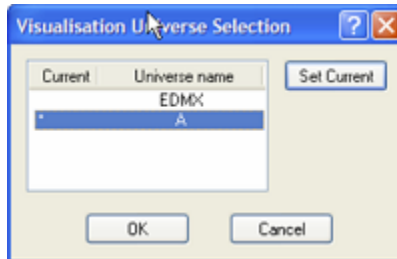 Visualisation Universe Selection
Current Universe name Set Current
EDMX
* A
OK Cancel